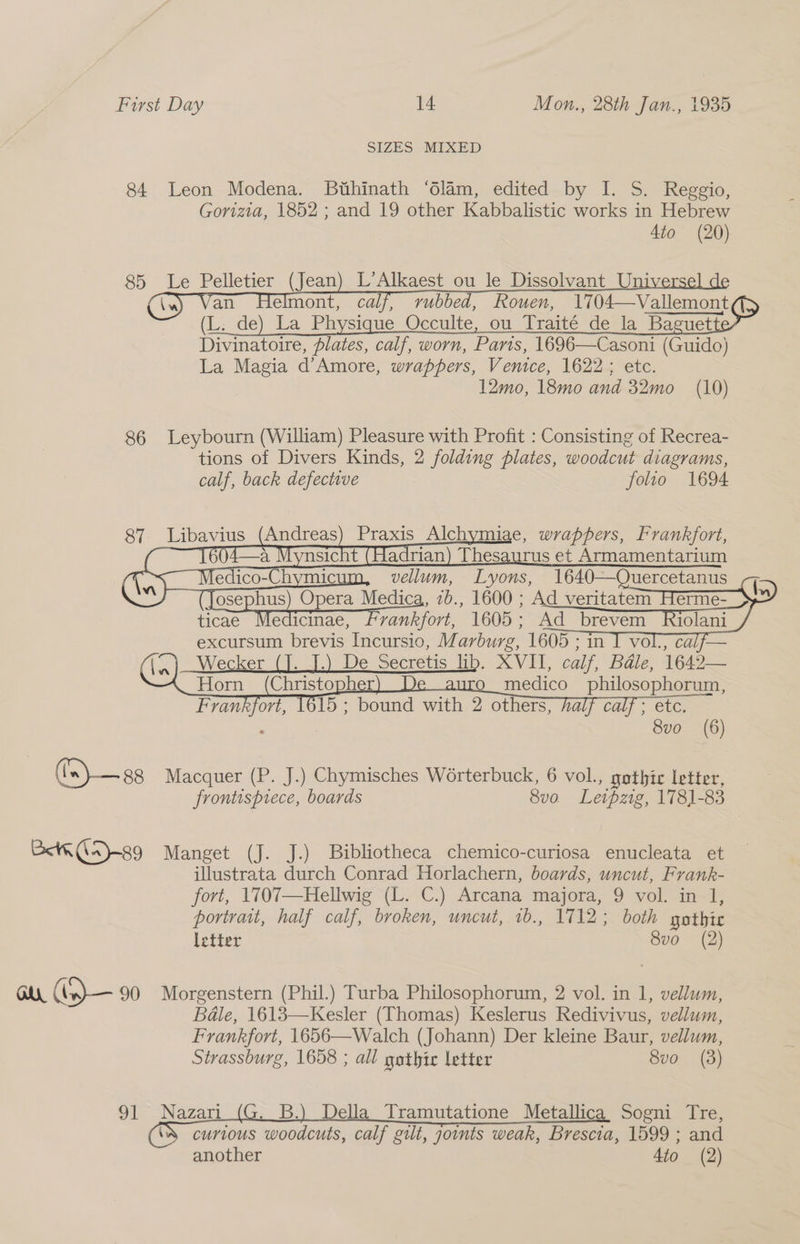 First Day 14 Mon., 28th Jan., 1935
SIZES MIXED
84 Leon Modena. Bŭhinath ‘ôlām, edited by I. S. Reggio,
Gorizia, 1852 ; and 19 other Kabbalistic works in Hebrew
4to (20)
85 Le Pelletier (Jean) L’Alkaest ou le Dissolvant Universel de
Van Helmont, calf, rubbed, Rouen, 1704—Vallemont
(L. de) La Physique Occulte, ou Traité de la Baguette
Divinatoire, plates, calf, worn, Paris, 1696—Casoni (Guido)
La Magia d’Amore, wrappers, Venice, 1622 ; etc.
12mo, 18mo and 32mo (10)
86 Leybourn (William) Pleasure with Profit : Consisting of Recrea-
tions of Divers Kinds, 2 folding plates, woodcut diagrams,
calf, back defective folio 1694
87 Libavius (Andreas) Praxis Alchymiae, wrappers, Frankfort,
1604—à Mynsicht (Hadrian) Thesaurus et Armamentarium
Medico-Chymicum, vellum, Lyons, 1640—Quercetanus
(Josephus) Opera Medica, ib., 1600 ; Ad veritatem Herme-
ticae Medicinae, Frankfort, 1605 ; Ad brevem Riolani
excursum brevis Incursio, Marburg, 1605 ; in 1 vol., calf—
Wecker (J. J.) De Secretis lib. XVII, calf, Bâle, 1642—
Horn (Christopher) De auro medico philosophorum,
Frankfort, 1615 ; bound with 2 others, half calf ; etc.
8vo (6)
(in) 88 Macquer (P. J.) Chymisches Wörterbuck, 6 vol., gothic letter,
frontispiece, boards 8vo Leipzig, 1781-83
89 Manget (J. J.) Bibliotheca chemico-curiosa enucleata et
illustrata durch Conrad Horlachern, boards, uncut, Frank-
fort, 1707—Hellwig (L. C.) Arcana majora, 9 vol. in 1,
portrait, half calf, broken, uncut, ib., 1712 ; both gothic
letter 8vo (2)
all (in) 90 Morgenstern (Phil.) Turba Philosophorum, 2 vol. in 1, vellum,
Bâle, 1613—Kesler (Thomas) Keslerus Redivivus, vellum,
Frankfort, 1656—Walch (Johann) Der kleine Baur, vellum,
Strassburg, 1658 ; all gothic letter 8vo (3)
91 Nazari (G. B.) Della Tramutatione Metallica Sogni Tre,
curious woodcuts, calf gilt, joints weak, Brescia, 1599 ; and
another 4to (2)